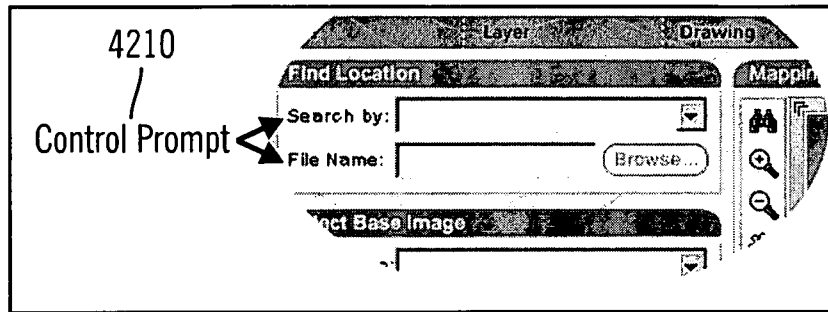 4210
Control Prompt
Layer
Drawing
Find Location
Mappin
Search by:
File Name:
Browse...
ect Base Image